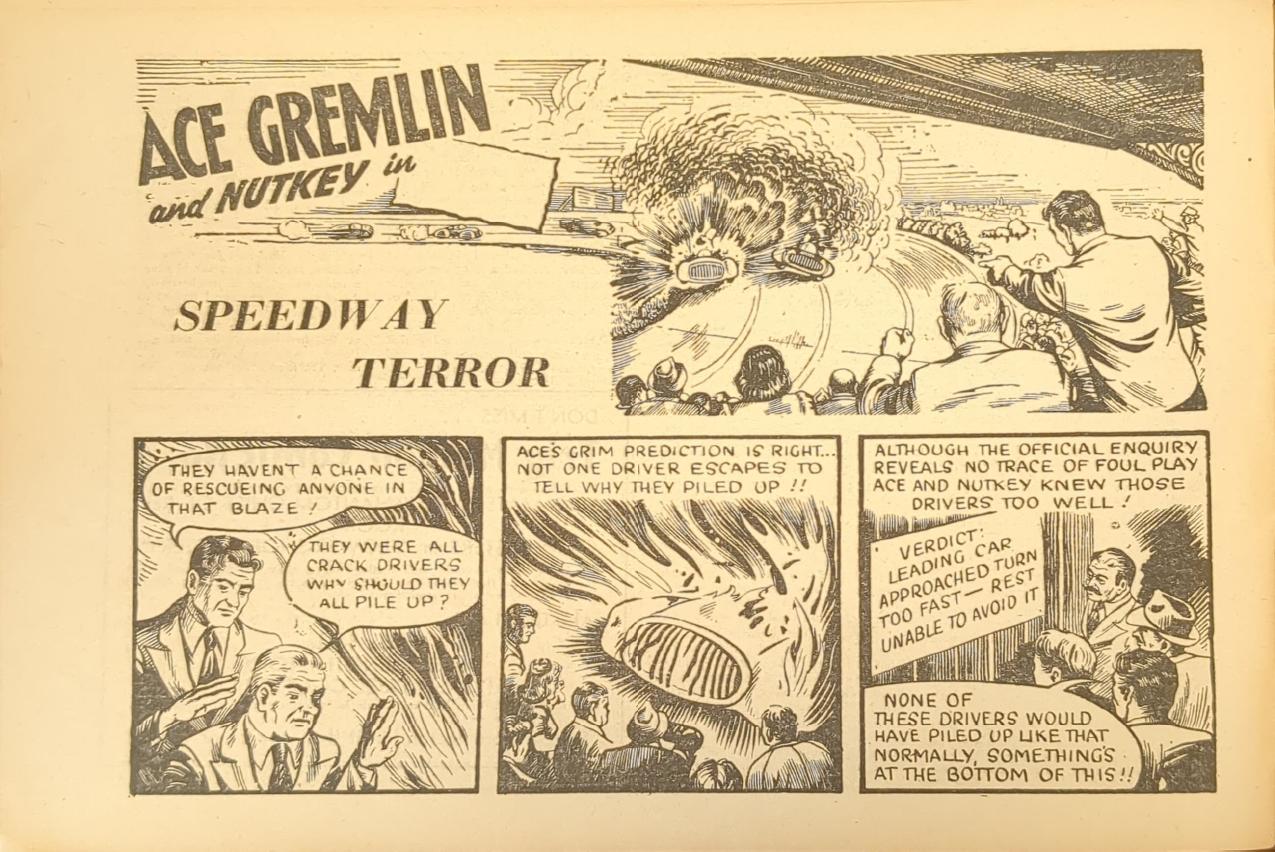 ACE GREMLIN
and NUTKEY in
SPEEDWAY
TERROR
THEY HAVEN'T A CHANCE
OF RESCUEING ANYONE IN
THAT BLAZE !
THEY WERE ALL
CRACK DRIVERS
WHY SHOULD THEY
ALL PILE UP ?
ACE'S GRIM PREDICTION IS RIGHT...
NOT ONE DRIVER ESCAPES TO
TELL WHY THEY PILED UP !!
ALTHOUGH THE OFFICIAL ENQUIRY
REVEALS NO TRACE OF FOUL PLAY
ACE AND NUTKEY KNEW THOSE
DRIVERS TOO WELL !
VERDICT:
LEADING CAR
APPROACHED TURN
TOO FAST — REST
UNABLE TO AVOID IT
NONE OF
THESE DRIVERS WOULD
HAVE PILED UP LIKE THAT
NORMALLY, SOMETHING'S
AT THE BOTTOM OF THIS !!